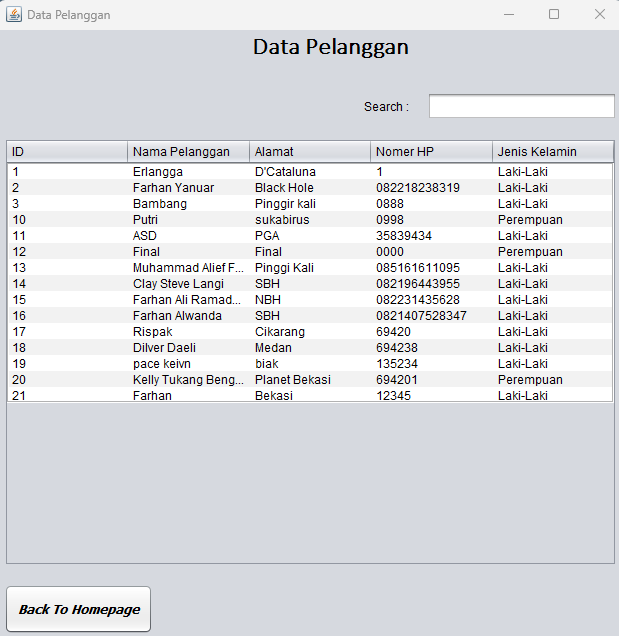 Data Pelanggan
Data Pelanggan
Search :
ID Nama Pelanggan Alamat Nomer HP Jenis Kelamin
1 Erlangga D'Cataluna 1 Laki-Laki
2 Farhan Yanuar Black Hole 082218238319 Laki-Laki
3 Bambang Pinggir kali 0888 Laki-Laki
10 Putri sukabirus 0998 Perempuan
11 ASD PGA 35839434 Laki-Laki
12 Final Final 0000 Perempuan
13 Muhammad Alief F... Pinggi Kali 085161611095 Laki-Laki
14 Clay Steve Langi SBH 082196443955 Laki-Laki
15 Farhan Ali Ramad... NBH 082231435628 Laki-Laki
16 Farhan Alwanda SBH 0821407528347 Laki-Laki
17 Rispak Cikarang 69420 Laki-Laki
18 Dilver Daeli Medan 694238 Laki-Laki
19 pace keivn biak 135234 Laki-Laki
20 Kelly Tukang Beng... Planet Bekasi 694201 Perempuan
21 Farhan Bekasi 12345 Laki-Laki
Back To Homepage